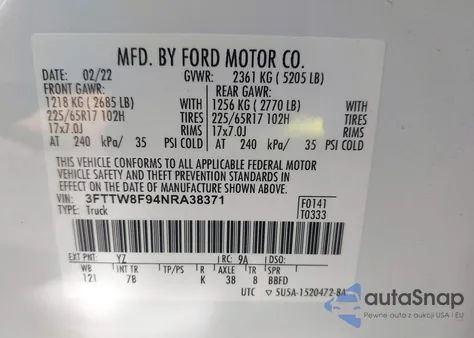 MFD. BY FORD MOTOR CO.
DATE: 02/22 GVWR: 2361 KG ( 5205 LB)
FRONT GAWR: REAR GAWR:
1218 KG ( 2685 LB) WITH 1256 KG ( 2770 LB) WITH
225/65R17 102H TIRES 225/65R17 102H TIRES
17x7.0J RIMS 17x7.0J RIMS
AT 240 kPa/ 35 PSI COLD AT 240 kPa/ 35 PSI COLD
THIS VEHICLE CONFORMS TO ALL APPLICABLE FEDERAL MOTOR
VEHICLE SAFETY AND THEFT PREVENTION STANDARDS IN
EFFECT ON THE DATE OF MANUFACTURE SHOWN ABOVE.
VIN: 3FTTW8F94NRA38371 F0141
TYPE: Truck T0333
EXT PNT: YZ RC: 9A DSO:
WB INT TR TP/PS R AXLE TR SPR
121 7B K 38 8 BBFD
UTC 5U5A-1520472-BA
autoSnap
Pewne auta z aukcji USA i EU